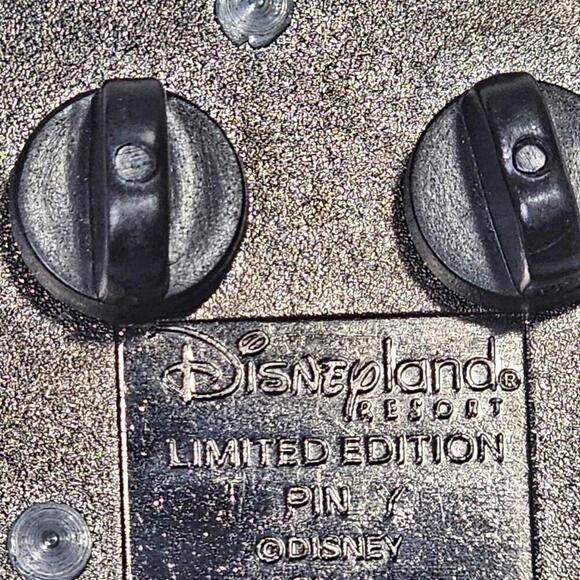 Disneyland®
RESORT
LIMITED EDITION
PIN
©DISNEY